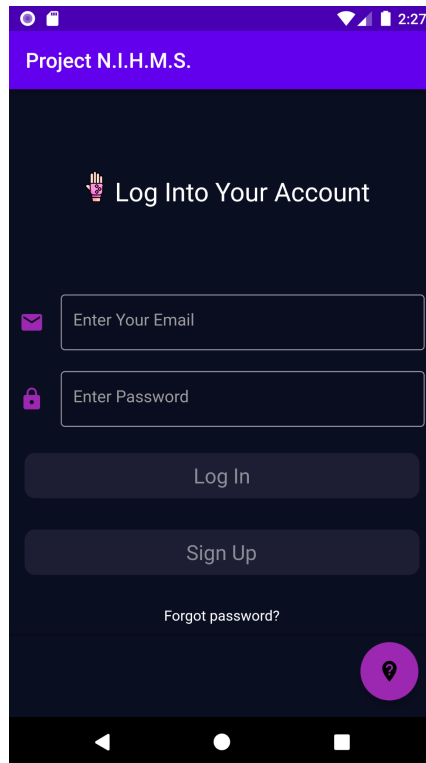 2:27
Project N.I.H.M.S.
Log Into Your Account
Enter Your Email
Enter Password
Log In
Sign Up
Forgot password?
?